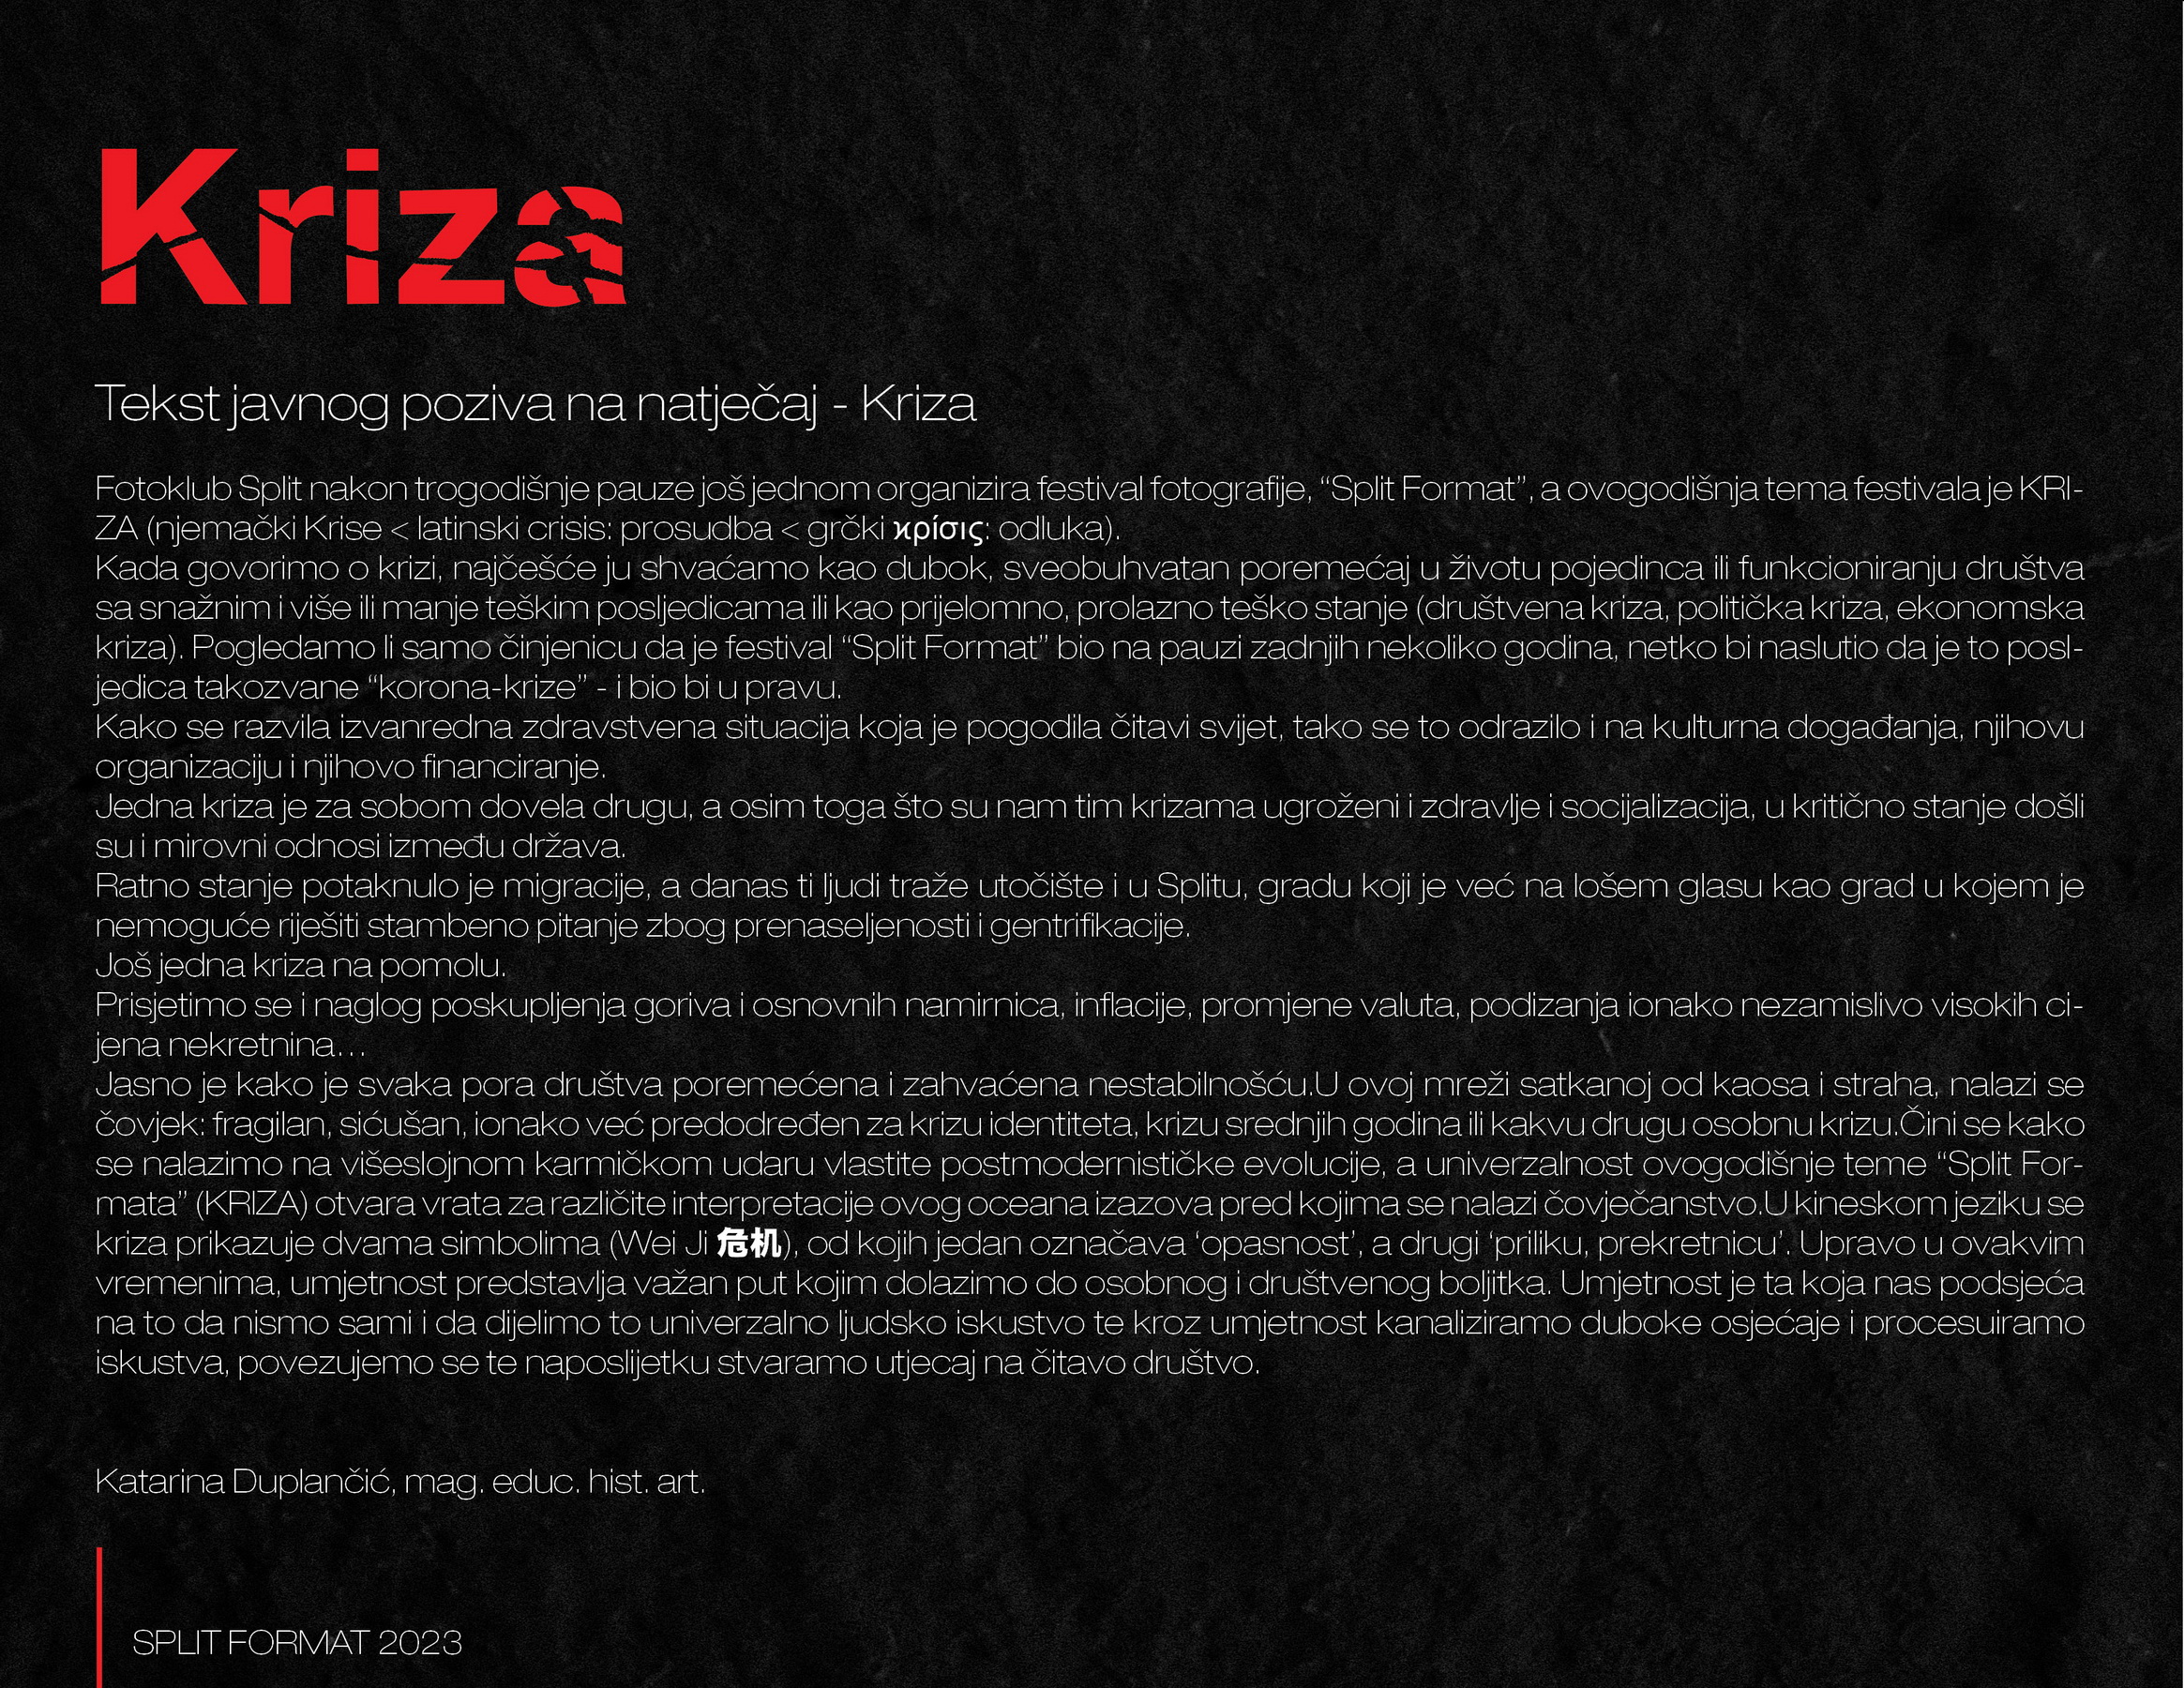 Kriza
Tekst javnog poziva na natječaj - Kriza
Fotoklub Split nakon trogodišnje pauze još jednom organizira festival fotografije, “Split Format”, a ovogodišnja tema festivala je KRI-
ZA (njemački Krise < latinski crisis: prosudba < grčki ϰρίσις: odluka).
Kada govorimo o krizi, najčešće ju shvaćamo kao dubok, sveobuhvatan poremećaj u životu pojedinca ili funkcioniranju društva
sa snažnim i više ili manje teškim posljedicama ili kao prijelomno, prolazno teško stanje (društvena kriza, politička kriza, ekonomska
kriza). Pogledamo li samo činjenicu da je festival “Split Format” bio na pauzi zadnjih nekoliko godina, netko bi naslutio da je to posl-
jedica takozvane “korona-krize” - i bio bi u pravu.
Kako se razvila izvanredna zdravstvena situacija koja je pogodila čitavi svijet, tako se to odrazilo i na kulturna događanja, njihovu
organizaciju i njihovo financiranje.
Jedna kriza je za sobom dovela drugu, a osim toga što su nam tim krizama ugroženi i zdravlje i socijalizacija, u kritično stanje došli
su i mirovni odnosi između država.
Ratno stanje potaknulo je migracije, a danas ti ljudi traže utočište i u Splitu, gradu koji je već na lošem glasu kao grad u kojem je
nemoguće riješiti stambeno pitanje zbog prenaseljenosti i gentrifikacije.
Još jedna kriza na pomolu.
Prisjetimo se i naglog poskupljenja goriva i osnovnih namirnica, inflacije, promjene valuta, podizanja ionako nezamislivo visokih ci-
jena nekretnina…
Jasno je kako je svaka pora društva poremećena i zahvaćena nestabilnošću.U ovoj mreži satkanoj od kaosa i straha, nalazi se
čovjek: fragilan, sićušan, ionako već predodređen za krizu identiteta, krizu srednjih godina ili kakvu drugu osobnu krizu.Čini se kako
se nalazimo na višeslojnom karmičkom udaru vlastite postmodernističke evolucije, a univerzalnost ovogodišnje teme “Split For-
mata” (KRIZA) otvara vrata za različite interpretacije ovog oceana izazova pred kojima se nalazi čovječanstvo.U kineskom jeziku se
kriza prikazuje dvama simbolima (Wei Ji 危机), od kojih jedan označava ‘opasnost’, a drugi ‘priliku, prekretnicu’. Upravo u ovakvim
vremenima, umjetnost predstavlja važan put kojim dolazimo do osobnog i društvenog boljitka. Umjetnost je ta koja nas podsjeća
na to da nismo sami i da dijelimo to univerzalno ljudsko iskustvo te kroz umjetnost kanaliziramo duboke osjećaje i procesuiramo
iskustva, povezujemo se te naposlijetku stvaramo utjecaj na čitavo društvo.
Katarina Duplančić, mag. educ. hist. art.
SPLIT FORMAT 2023